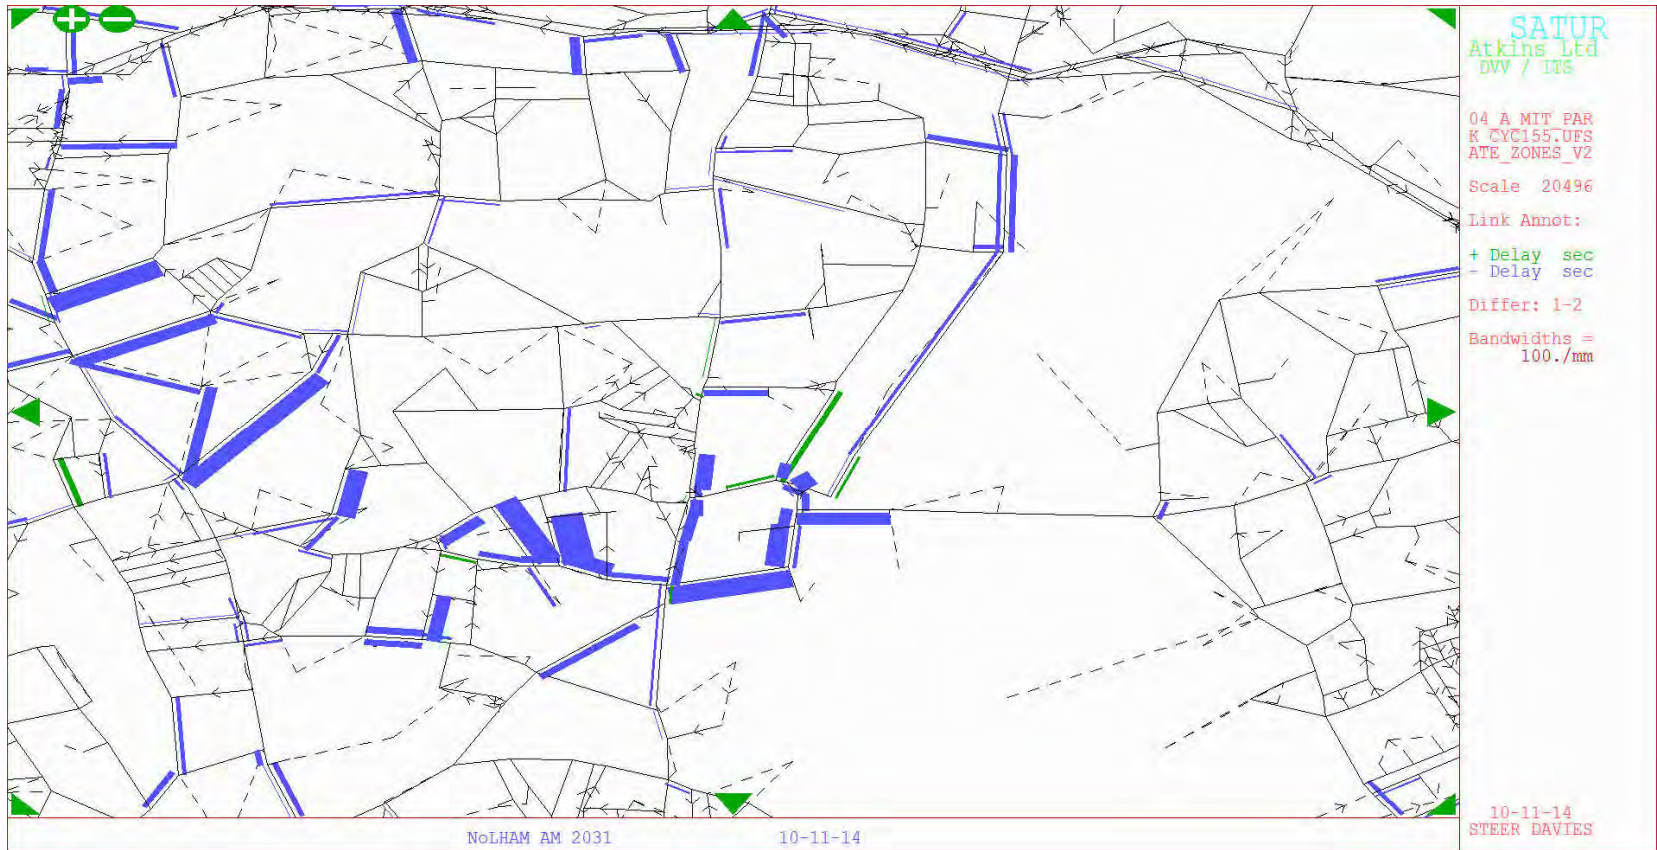 SATUR
Atkins Ltd
DVV / ITS
04_A_MIT_PAR
K_CYC155.UFS
ATE_ZONES_V2
Scale 20496
Link Annot:
+ Delay sec
- Delay sec
Differ: 1-2
Bandwidths =
100./mm
10-11-14
STEER DAVIES
NoLHAM AM 2031 10-11-14